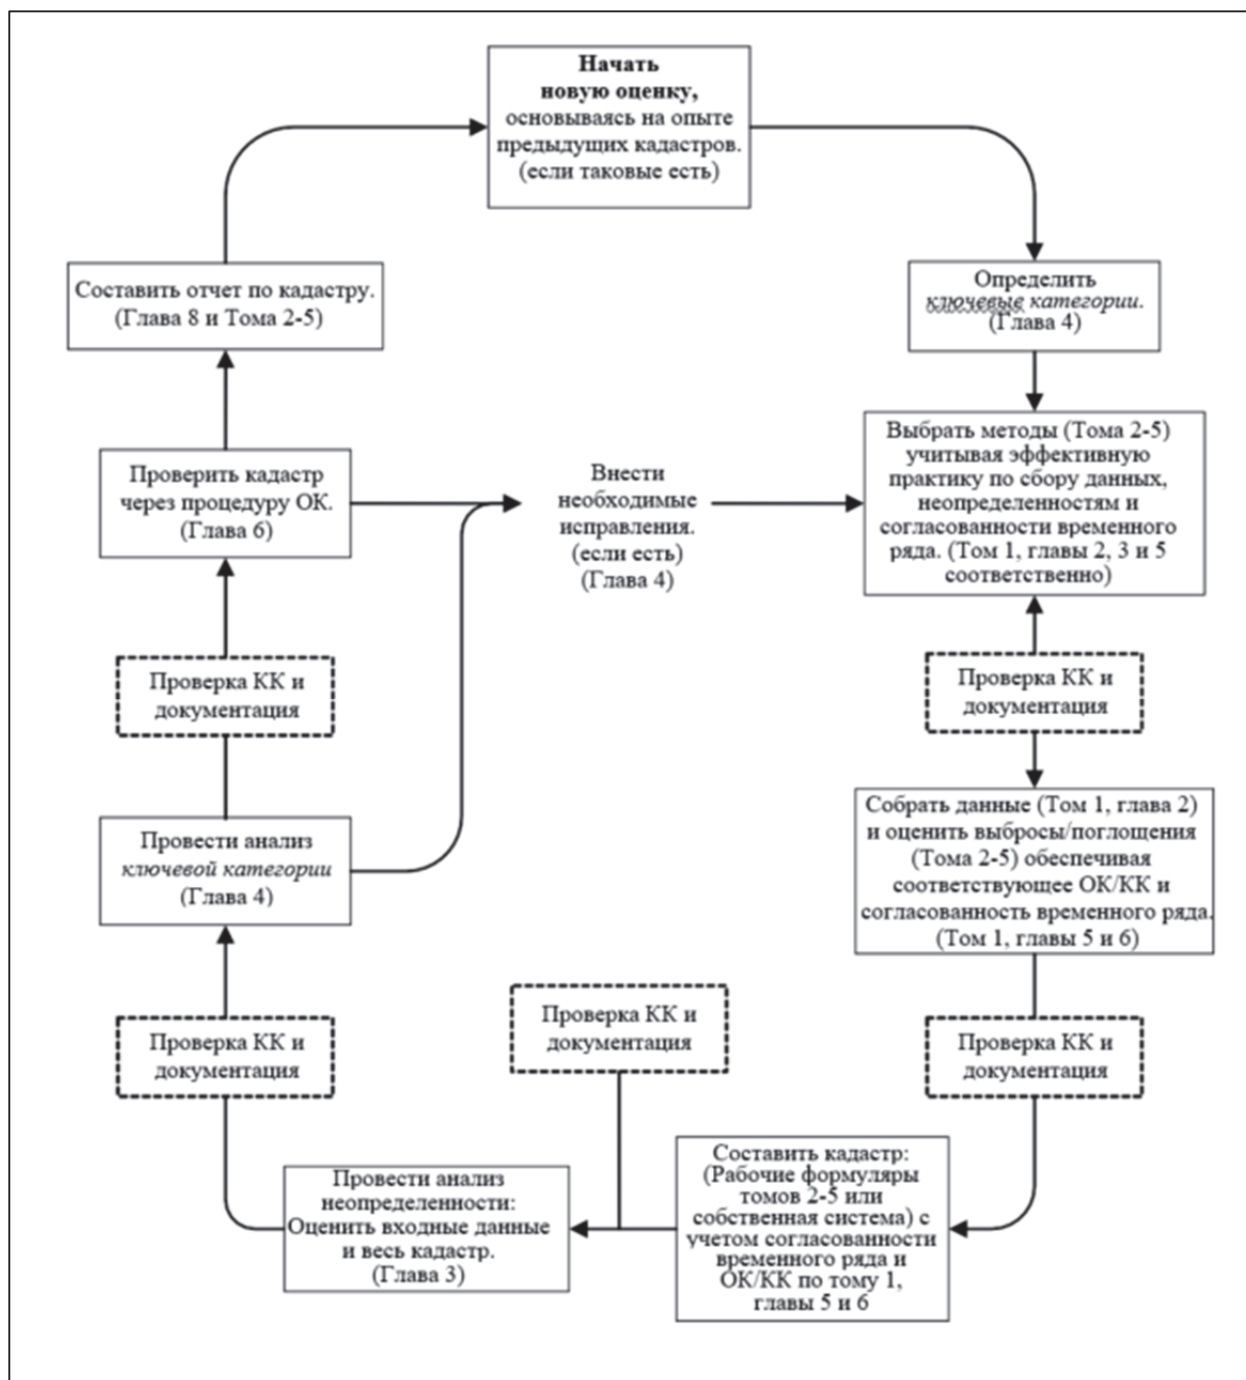 Начать
новую оценку,
основываясь на опыте
предыдущих кадастров.
(если таковые есть)
Составить отчет по кадастру.
(Глава 8 и Тома 2-5)
Определить
ключевые категории.
(Глава 4)
Выбрать методы (Тома 2-5)
учитывая эффективную
практику по сбору данных,
неопределенностям и
согласованности временного
ряда. (Том 1, главы 2, 3 и 5
соответственно)
Проверить кадастр
через процедуру ОК.
(Глава 6)
Внести
необходимые
исправления.
(если есть)
(Глава 4)
Проверка КК и
документация
Проверка КК и
документация
Собрать данные (Том 1, глава 2)
и оценить выбросы/поглощения
(Тома 2-5) обеспечивая
соответствующее ОК/КК и
согласованность временного ряда.
(Том 1, главы 5 и 6)
Провести анализ
ключевой категории
(Глава 4)
Проверка КК и
документация
Проверка КК и
документация
Проверка КК и
документация
Составить кадастр:
(Рабочие формуляры
томов 2-5 или
собственная система) с
учетом согласованности
временного ряда и
ОК/КК по тому 1,
главы 5 и 6
Провести анализ
неопределенности:
Оценить входные данные
и весь кадастр.
(Глава 3)